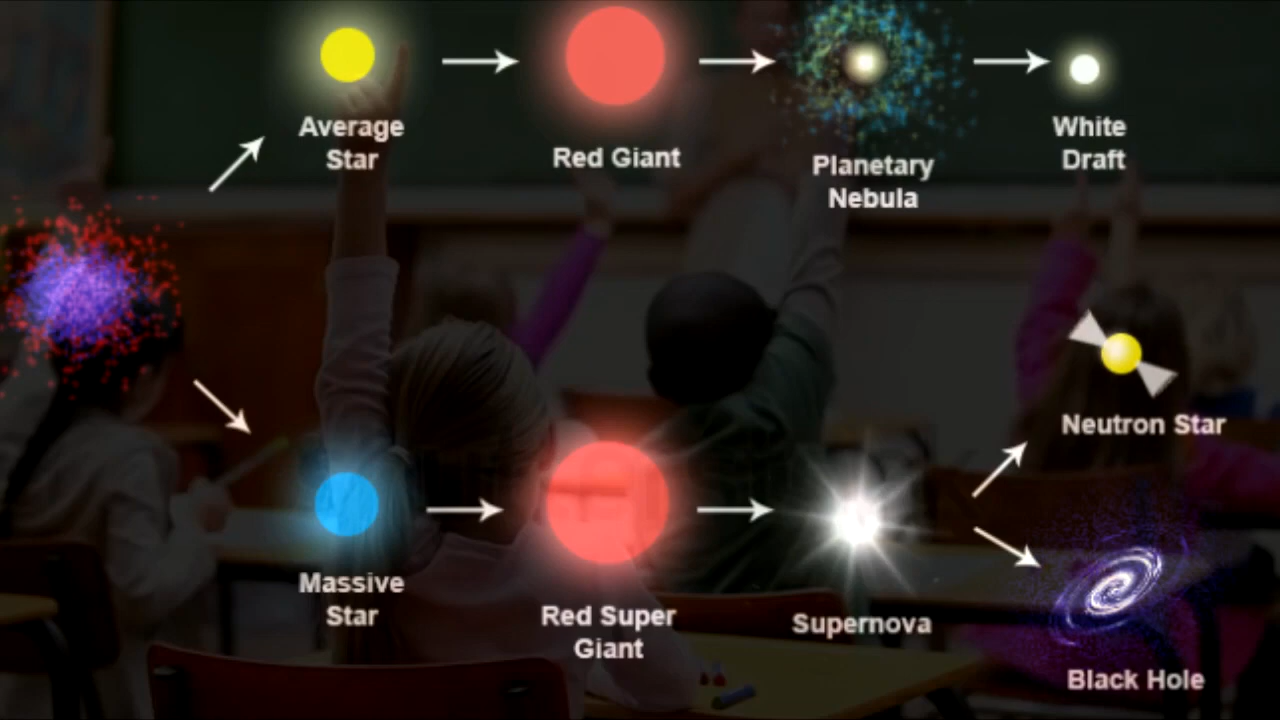 Average
Star
Red Giant
Planetary
Nebula
White
Draft
Neutron Star
Massive
Star
Red Super
Giant
Supernova
Black Hole